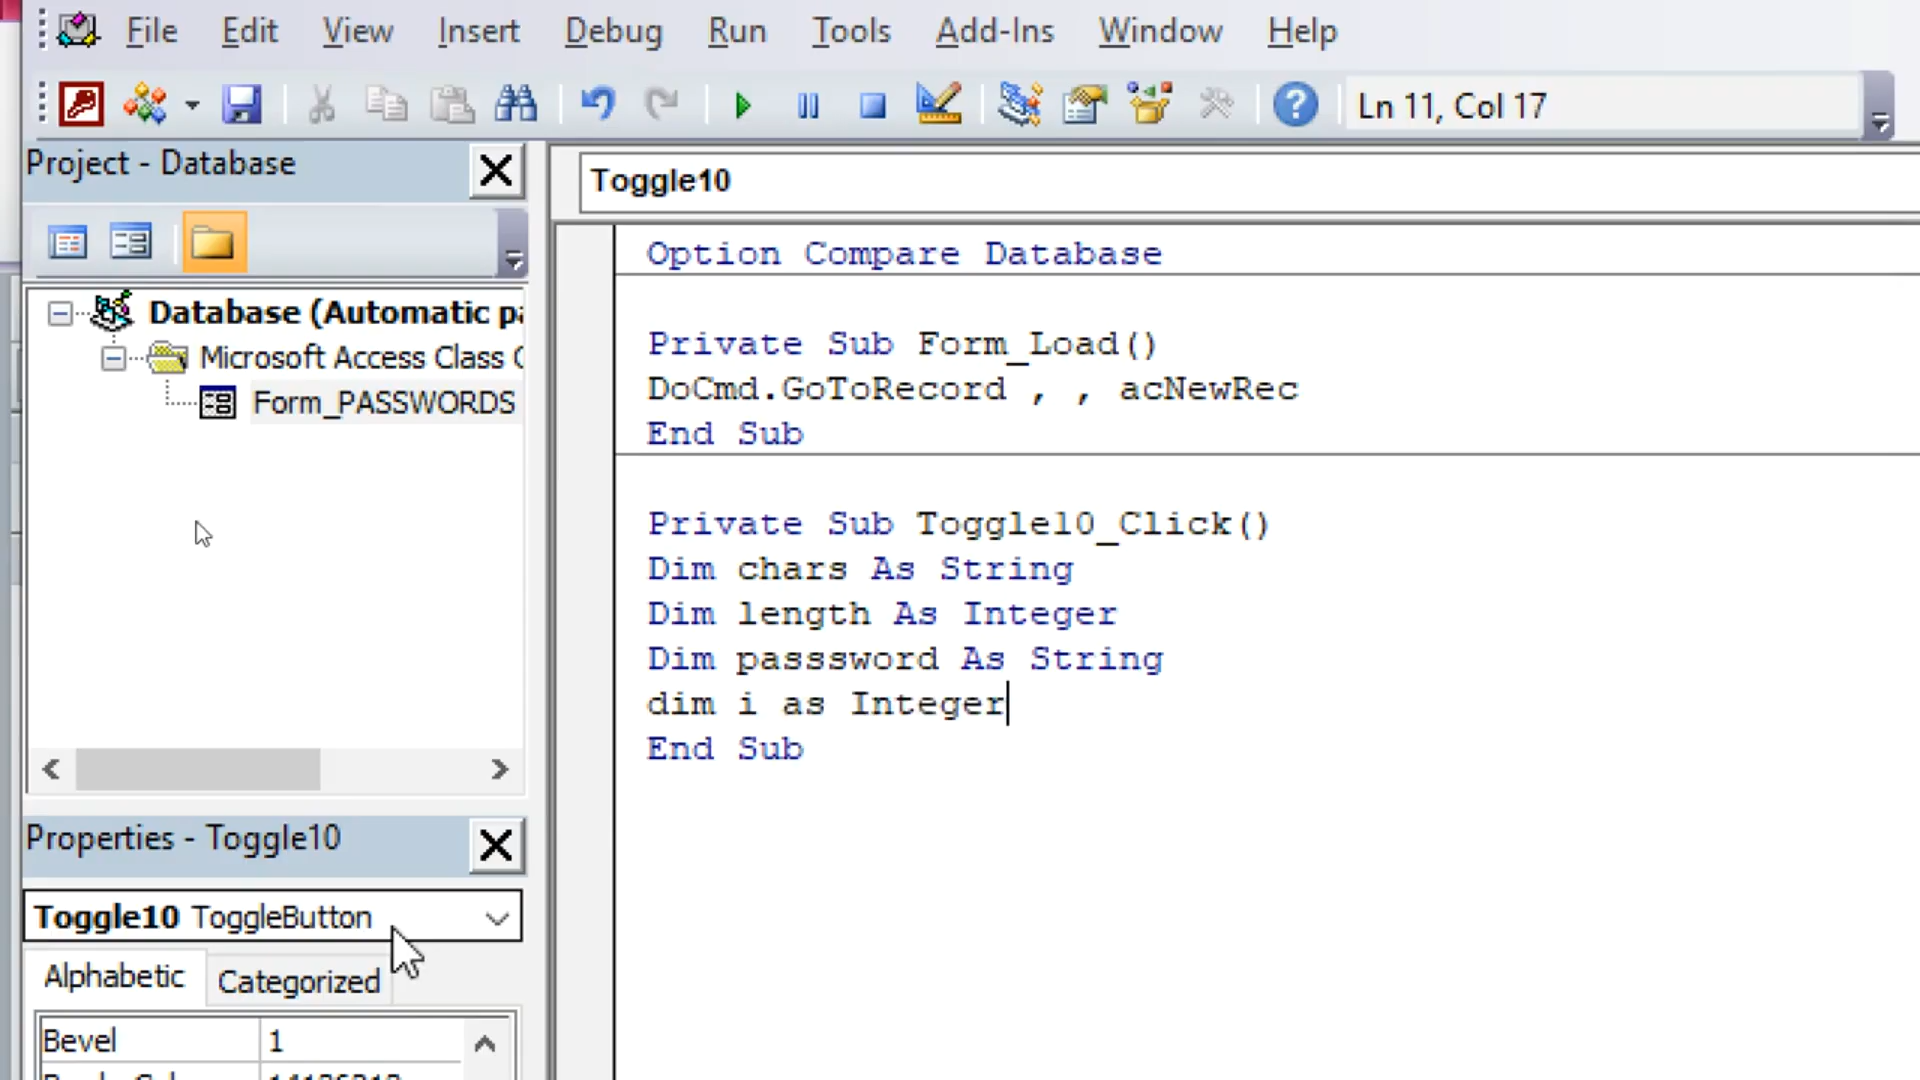 File Edit View Insert Debug Run Tools Add-Ins Window Help
Ln 11, Col 17
Project - Database
Toggle10
Option Compare Database
Database (Automatic
Private Sub Form_Load()
Microsoft Access Class
DoCmd.GoToRecord , , acNewRec
Form_PASSWORDS
End Sub
Private Sub Toggle10_Click()
Dim chars As String
Dim length As Integer
Dim passsword As String
dim i as Integer
End Sub
Properties - Toggle10
Toggle10 ToggleButton
Alphabetic Categorized
Bevel 1